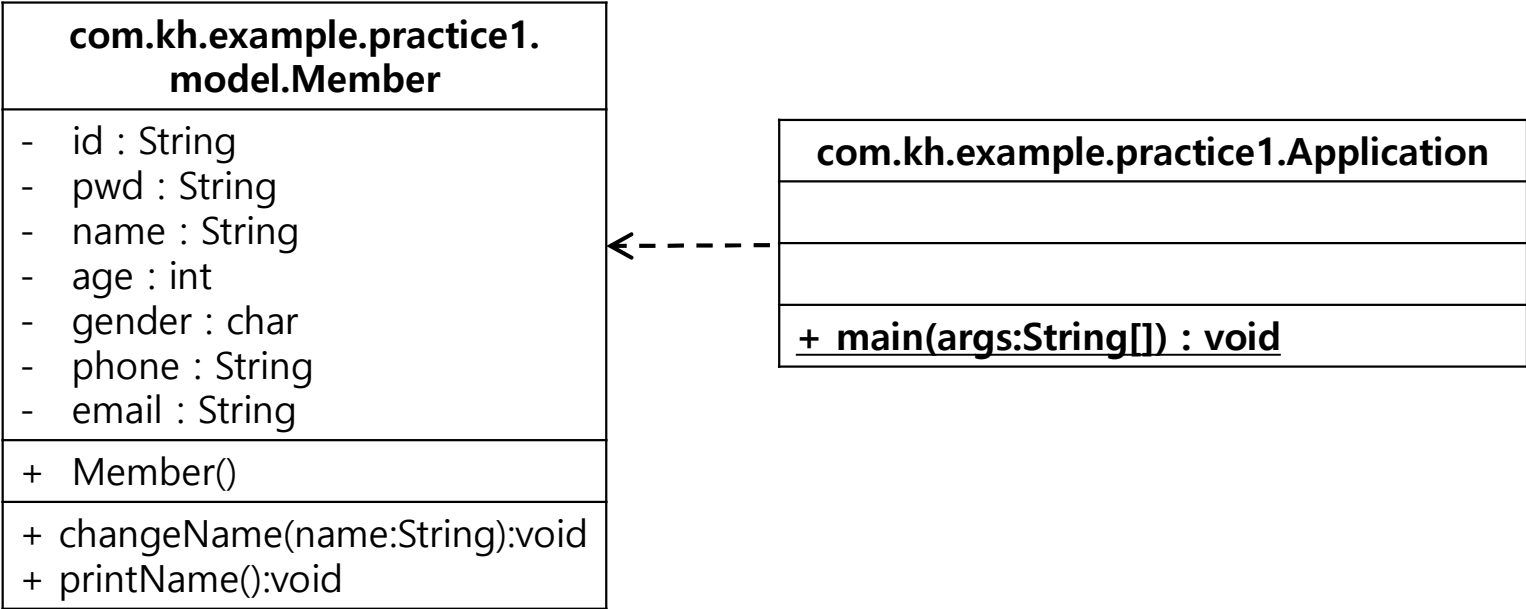 com.kh.example.practice1.
model.Member
- id : String
- pwd : String
- name : String
- age : int
- gender : char
- phone : String
- email : String
+ Member()
+ changeName(name:String):void
+ printName():void
com.kh.example.practice1.Application
+ main(args:String[]) : void